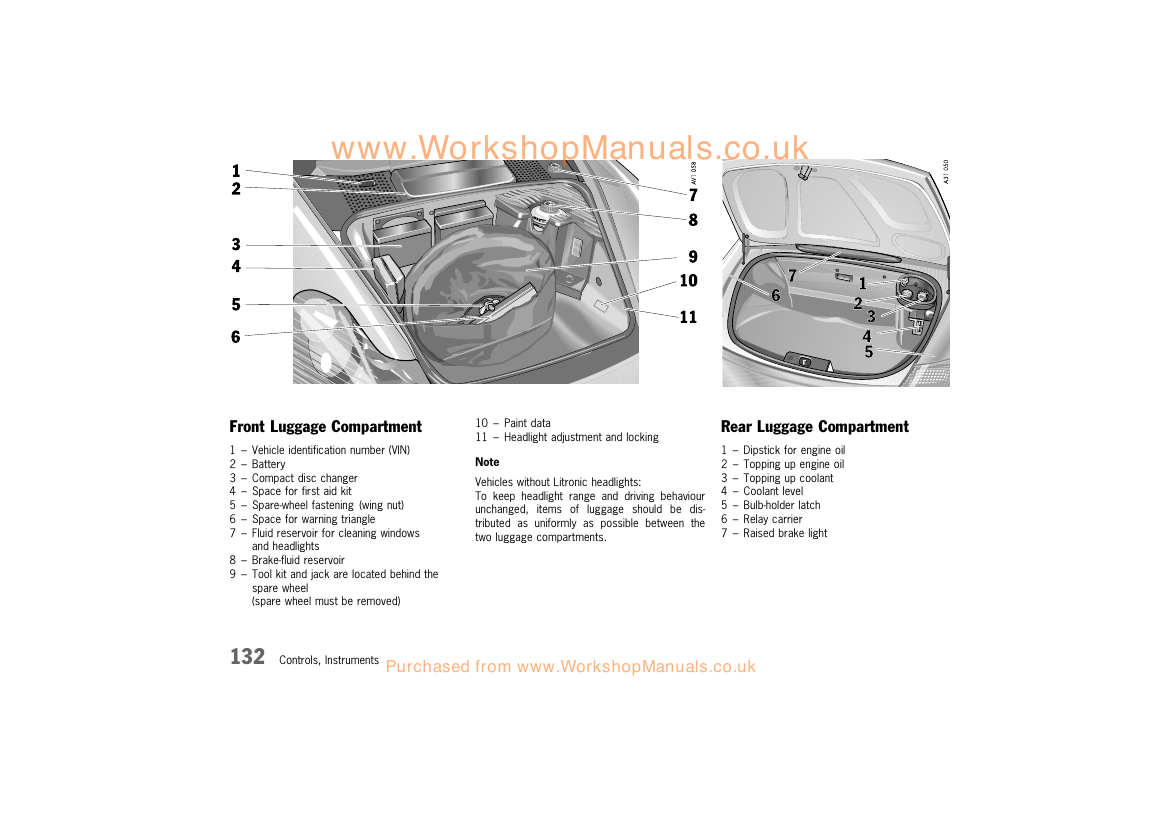 www.WorkshopManuals.co.uk
1
2
3
4
5
6
7
8
9
10
11
AV1 058
1
2
3
4
5
6
7
A31 050
Front Luggage Compartment
1 – Vehicle identification number (VIN)
2 – Battery
3 – Compact disc changer
4 – Space for first aid kit
5 – Spare-wheel fastening (wing nut)
6 – Space for warning triangle
7 – Fluid reservoir for cleaning windows
and headlights
8 – Brake-fluid reservoir
9 – Tool kit and jack are located behind the
spare wheel
(spare wheel must be removed)
10 – Paint data
11 – Headlight adjustment and locking
Note
Vehicles without Litronic headlights:
To keep headlight range and driving behaviour
unchanged, items of luggage should be dis-
tributed as uniformly as possible between the
two luggage compartments.
Rear Luggage Compartment
1 – Dipstick for engine oil
2 – Topping up engine oil
3 – Topping up coolant
4 – Coolant level
5 – Bulb-holder latch
6 – Relay carrier
7 – Raised brake light
132 Controls, Instruments
Purchased from www.WorkshopManuals.co.uk